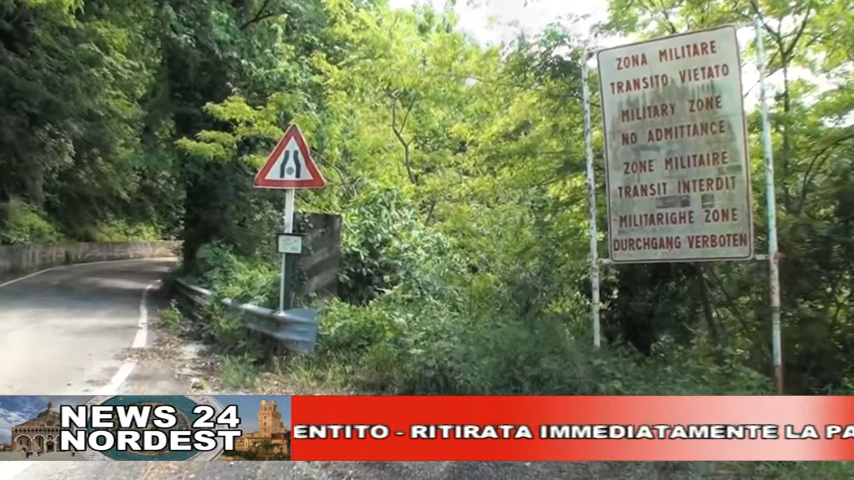 ZONA MILITARE
TRANSITO VIETATO
MILITARY ZONE
NO ADMITTANCE
ZONE MILITAIRE
TRANSIT INTERDIT
MILITARIGHE ZONE
DURCHGANG VERBOTEN
NEWS 24
NORDEST
ENTITO - RITIRATA IMMEDIATAMENTE LA PA